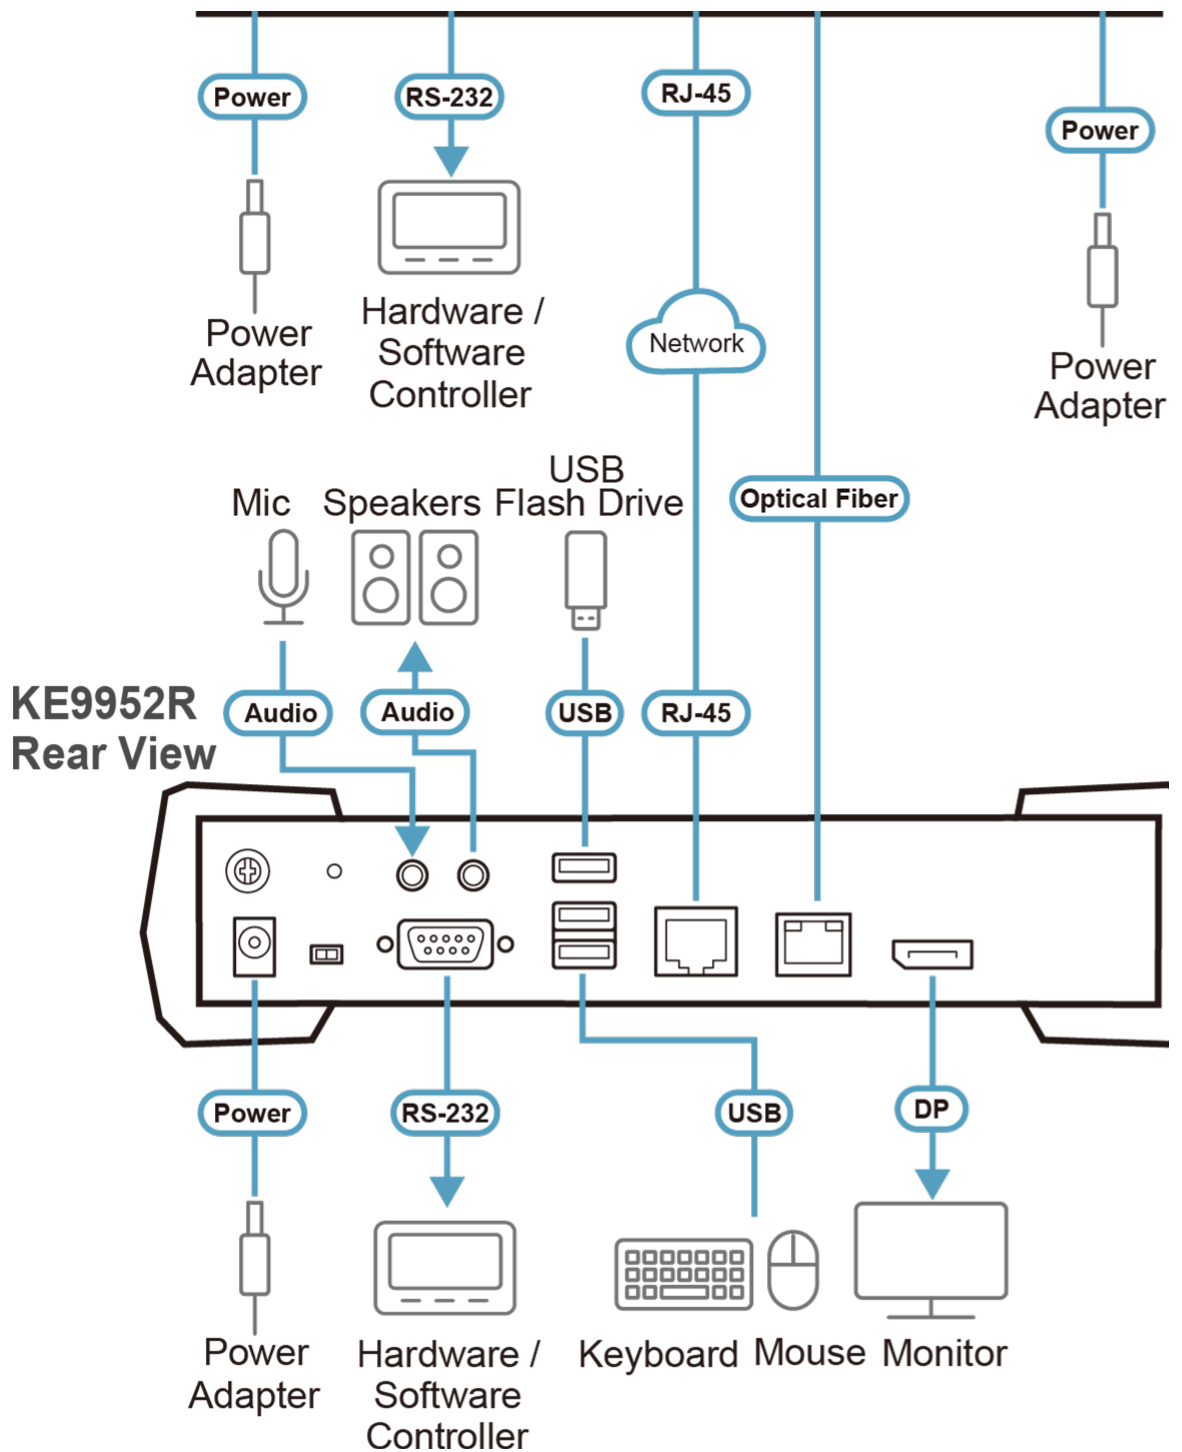 Power
RS-232
RJ-45
Power
Hardware /
Software
Controller
Power
Adapter
Network
Power
Adapter
Optical Fiber
Mic
Speakers
USB
Flash Drive
KE9952R
Rear View
Audio
Audio
USB
RJ-45
Power
RS-232
USB
DP
Power
Adapter
Hardware /
Software
Controller
Keyboard
Mouse
Monitor